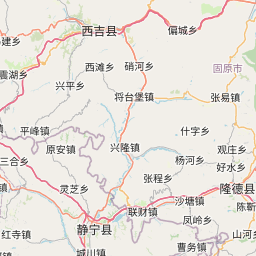 西吉县
偏城乡
马建乡
西滩乡
硝河乡
固原市
震湖乡
兴平乡
将台堡镇
张易镇
平峰镇
什字乡
原安镇
兴隆镇
观庄乡
三合乡
杨河乡
好水乡
灵芝乡
张程乡
隆德县
沙塘镇
联财镇
陈靳
静宁县
凤岭乡
红寺镇
山河乡
城川镇
曹务镇